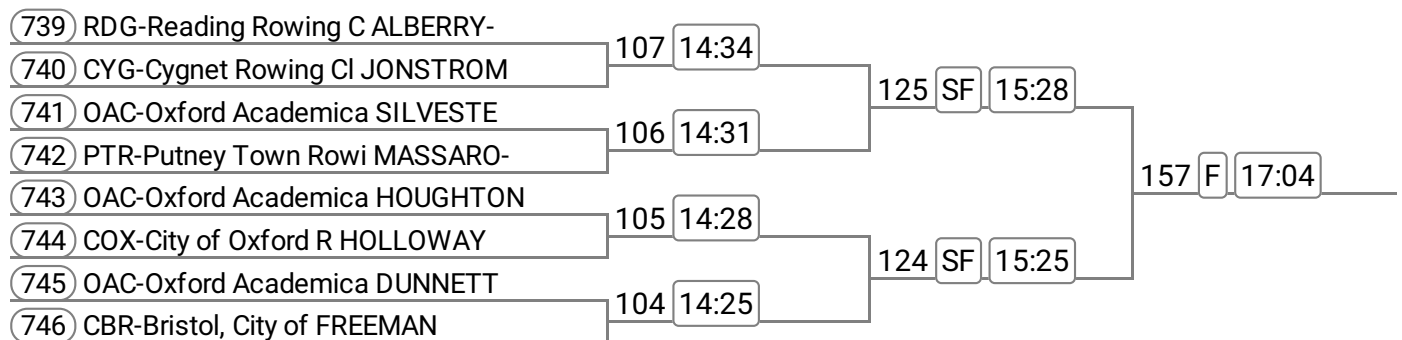 739 RDG-Reading Rowing C ALBERRY-
107 14:34
740 CYG-Cygnet Rowing Cl JONSTROM
125 SF 15:28
741 OAC-Oxford Academica SILVESTE
106 14:31
742 PTR-Putney Town Rowi MASSARO-
157 F 17:04
743 OAC-Oxford Academica HOUGHTON
105 14:28
744 COX-City of Oxford R HOLLOWAY
124 SF 15:25
745 OAC-Oxford Academica DUNNETT
104 14:25
746 CBR-Bristol, City of FREEMAN